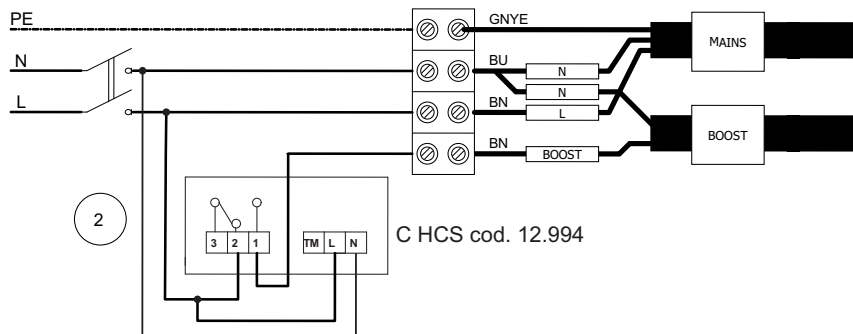 PE
GNYE
MAINS
N
BU
N
N
L
BN
L
BOOST
BN
BOOST
2
3 2 1
TM L N
C HCS cod. 12.994